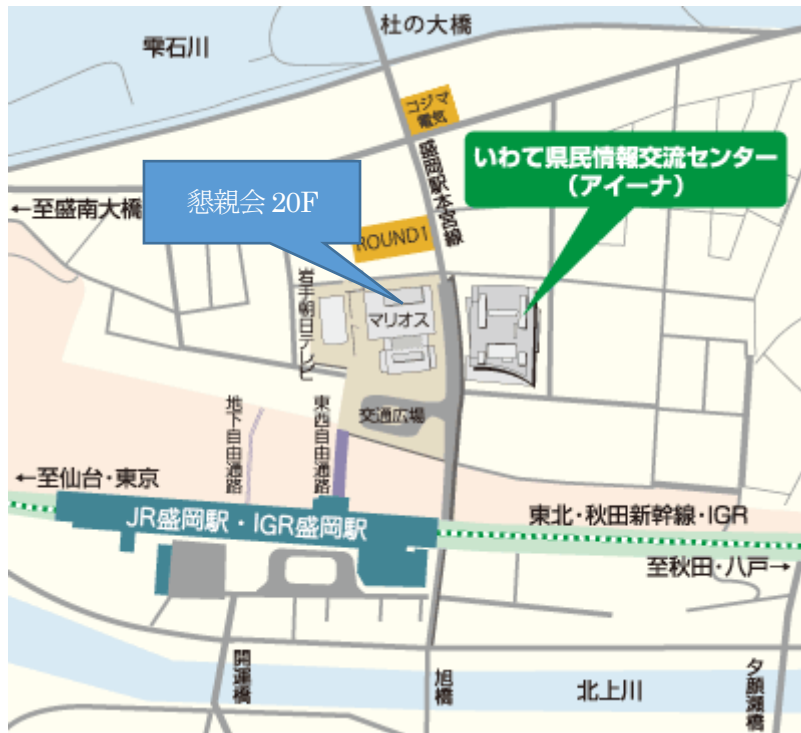 杜の大橋
雫石川
コジマ
電気
盛岡駅本宮線
いわて県民情報交流センター
(アイーナ)
懇親会 20F
←至盛南大橋
ROUND1
岩手朝日テレビ
マリオス
地下自由通路
東西自由通路
交通広場
←至仙台・東京
JR盛岡駅・IGR盛岡駅
東北・秋田新幹線・IGR
至秋田・八戸→
開運橋
旭橋
北上川
夕顔瀬橋